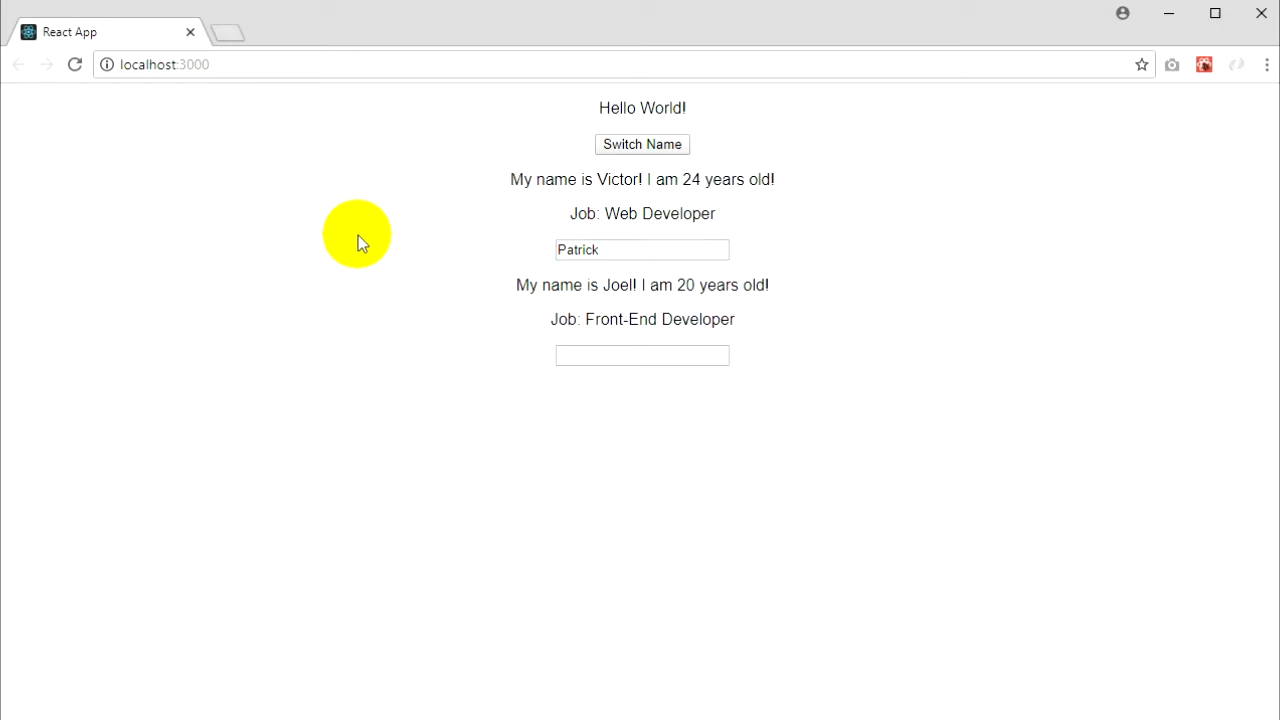 React App
localhost:3000
Hello World!
Switch Name
My name is Victor! I am 24 years old!
Job: Web Developer
Patrick
My name is Joel! I am 20 years old!
Job: Front-End Developer